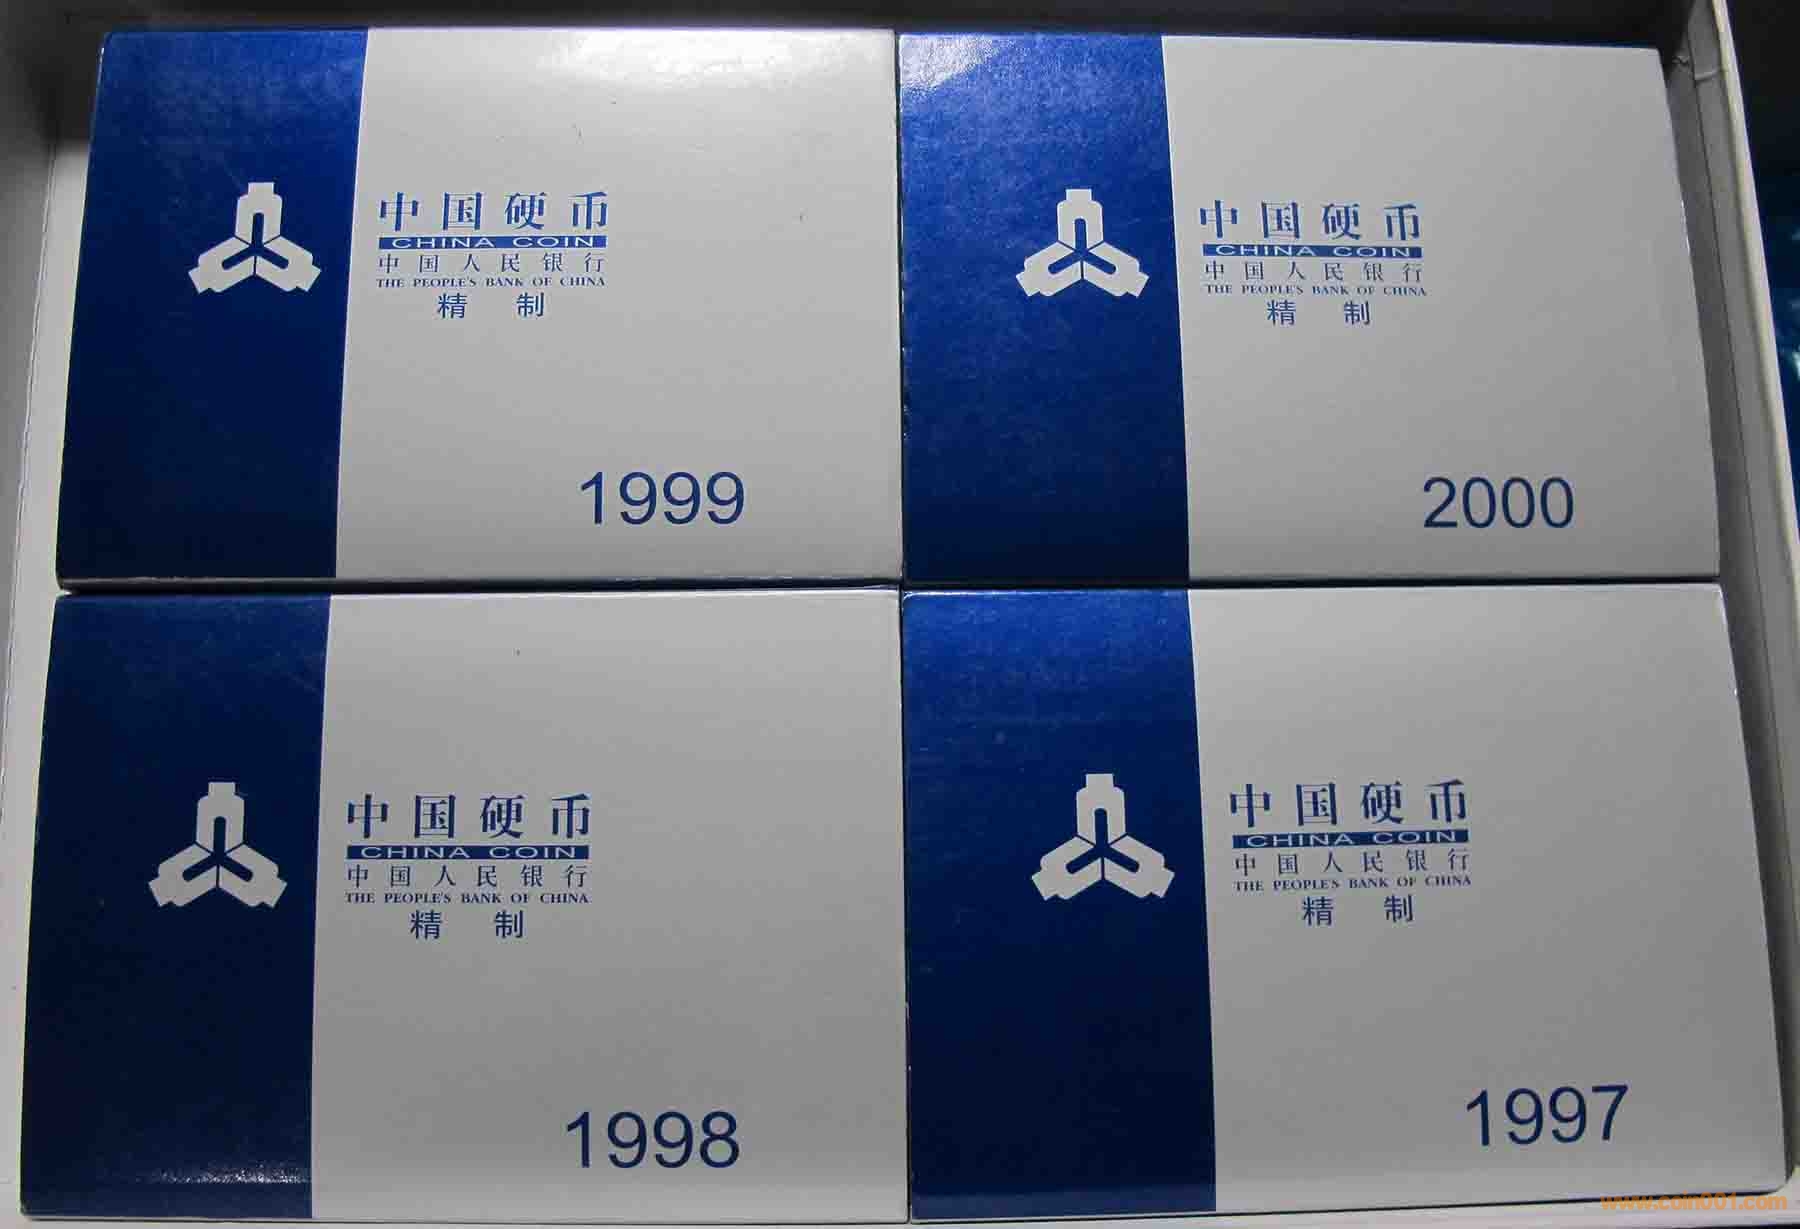 中国硬币
CHINA COIN
中国人民银行
THE PEOPLE'S BANK OF CHINA
精制
1999
中国硬币
CHINA COIN
中国人民银行
THE PEOPLE'S BANK OF CHINA
精制
2000
中国硬币
CHINA COIN
中国人民银行
THE PEOPLE'S BANK OF CHINA
精制
1998
中国硬币
CHINA COIN
中国人民银行
THE PEOPLE'S BANK OF CHINA
精制
1997
www.coin001.com